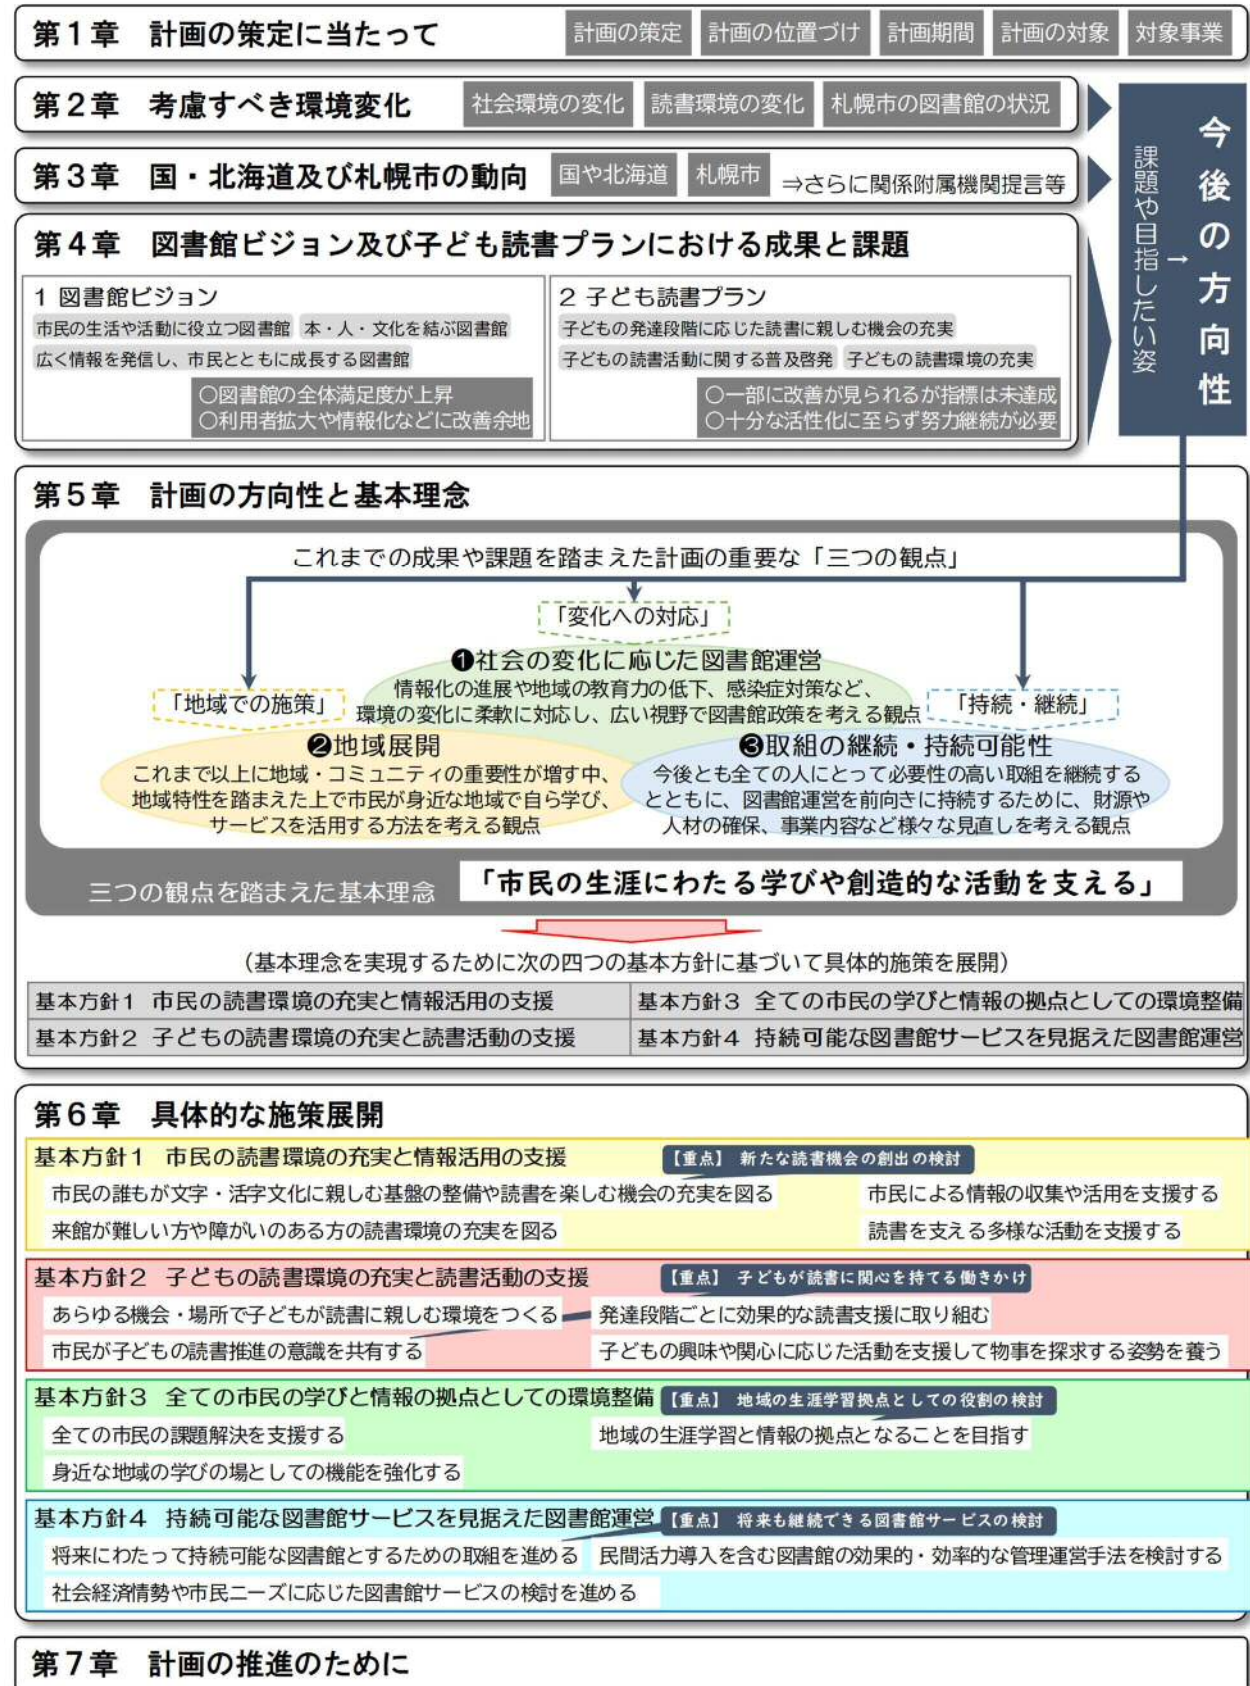 第1章 計画の策定に当たって 計画の策定 計画の位置づけ 計画期間 計画の対象 対象事業
第2章 考慮すべき環境変化 社会環境の変化 読書環境の変化 札幌市の図書館の状況
第3章 国・北海道及び札幌市の動向 国や北海道 札幌市 ⇒さらに関係附属機関提言等
課題や目指したい姿
→
今後の方向性
第4章 図書館ビジョン及び子ども読書プランにおける成果と課題
1 図書館ビジョン
市民の生活や活動に役立つ図書館 本・人・文化を結ぶ図書館
広く情報を発信し、市民とともに成長する図書館
○図書館の全体満足度が上昇
○利用者拡大や情報化などに改善余地
2 子ども読書プラン
子どもの発達段階に応じた読書に親しむ機会の充実
子どもの読書活動に関する普及啓発 子どもの読書環境の充実
○一部に改善が見られるが指標は未達成
○十分な活性化に至らず努力継続が必要
第5章 計画の方向性と基本理念
これまでの成果や課題を踏まえた計画の重要な「三つの観点」
「変化への対応」
❶社会の変化に応じた図書館運営
情報化の進展や地域の教育力の低下、感染症対策など、
環境の変化に柔軟に対応し、広い視野で図書館政策を考える観点
「地域での施策」
❷地域展開
これまで以上に地域・コミュニティの重要性が増す中、
地域特性を踏まえた上で市民が身近な地域で自ら学び、
サービスを活用する方法を考える観点
「持続・継続」
❸取組の継続・持続可能性
今後とも全ての人にとって必要性の高い取組を継続する
とともに、図書館運営を前向きに持続するために、財源や
人材の確保、事業内容など様々な見直しを考える観点
三つの観点を踏まえた基本理念 「市民の生涯にわたる学びや創造的な活動を支える」
(基本理念を実現するために次の四つの基本方針に基づいて具体的施策を展開)
基本方針1 市民の読書環境の充実と情報活用の支援
基本方針3 全ての市民の学びと情報の拠点としての環境整備
基本方針2 子どもの読書環境の充実と読書活動の支援
基本方針4 持続可能な図書館サービスを見据えた図書館運営
第6章 具体的な施策展開
基本方針1 市民の読書環境の充実と情報活用の支援 【重点】 新たな読書機会の創出の検討
市民の誰もが文字・活字文化に親しむ基盤の整備や読書を楽しむ機会の充実を図る 市民による情報の収集や活用を支援する
来館が難しい方や障がいのある方の読書環境の充実を図る 読書を支える多様な活動を支援する
基本方針2 子どもの読書環境の充実と読書活動の支援 【重点】 子どもが読書に関心を持てる働きかけ
あらゆる機会・場所で子どもが読書に親しむ環境をつくる 発達段階ごとに効果的な読書支援に取り組む
市民が子どもの読書推進の意識を共有する 子どもの興味や関心に応じた活動を支援して物事を探求する姿勢を養う
基本方針3 全ての市民の学びと情報の拠点としての環境整備 【重点】 地域の生涯学習拠点としての役割の検討
全ての市民の課題解決を支援する 地域の生涯学習と情報の拠点となることを目指す
身近な地域の学びの場としての機能を強化する
基本方針4 持続可能な図書館サービスを見据えた図書館運営 【重点】 将来も継続できる図書館サービスの検討
将来にわたって持続可能な図書館とするための取組を進める 民間活力導入を含む図書館の効果的・効率的な管理運営手法を検討する
社会経済情勢や市民ニーズに応じた図書館サービスの検討を進める
第7章 計画の推進のために